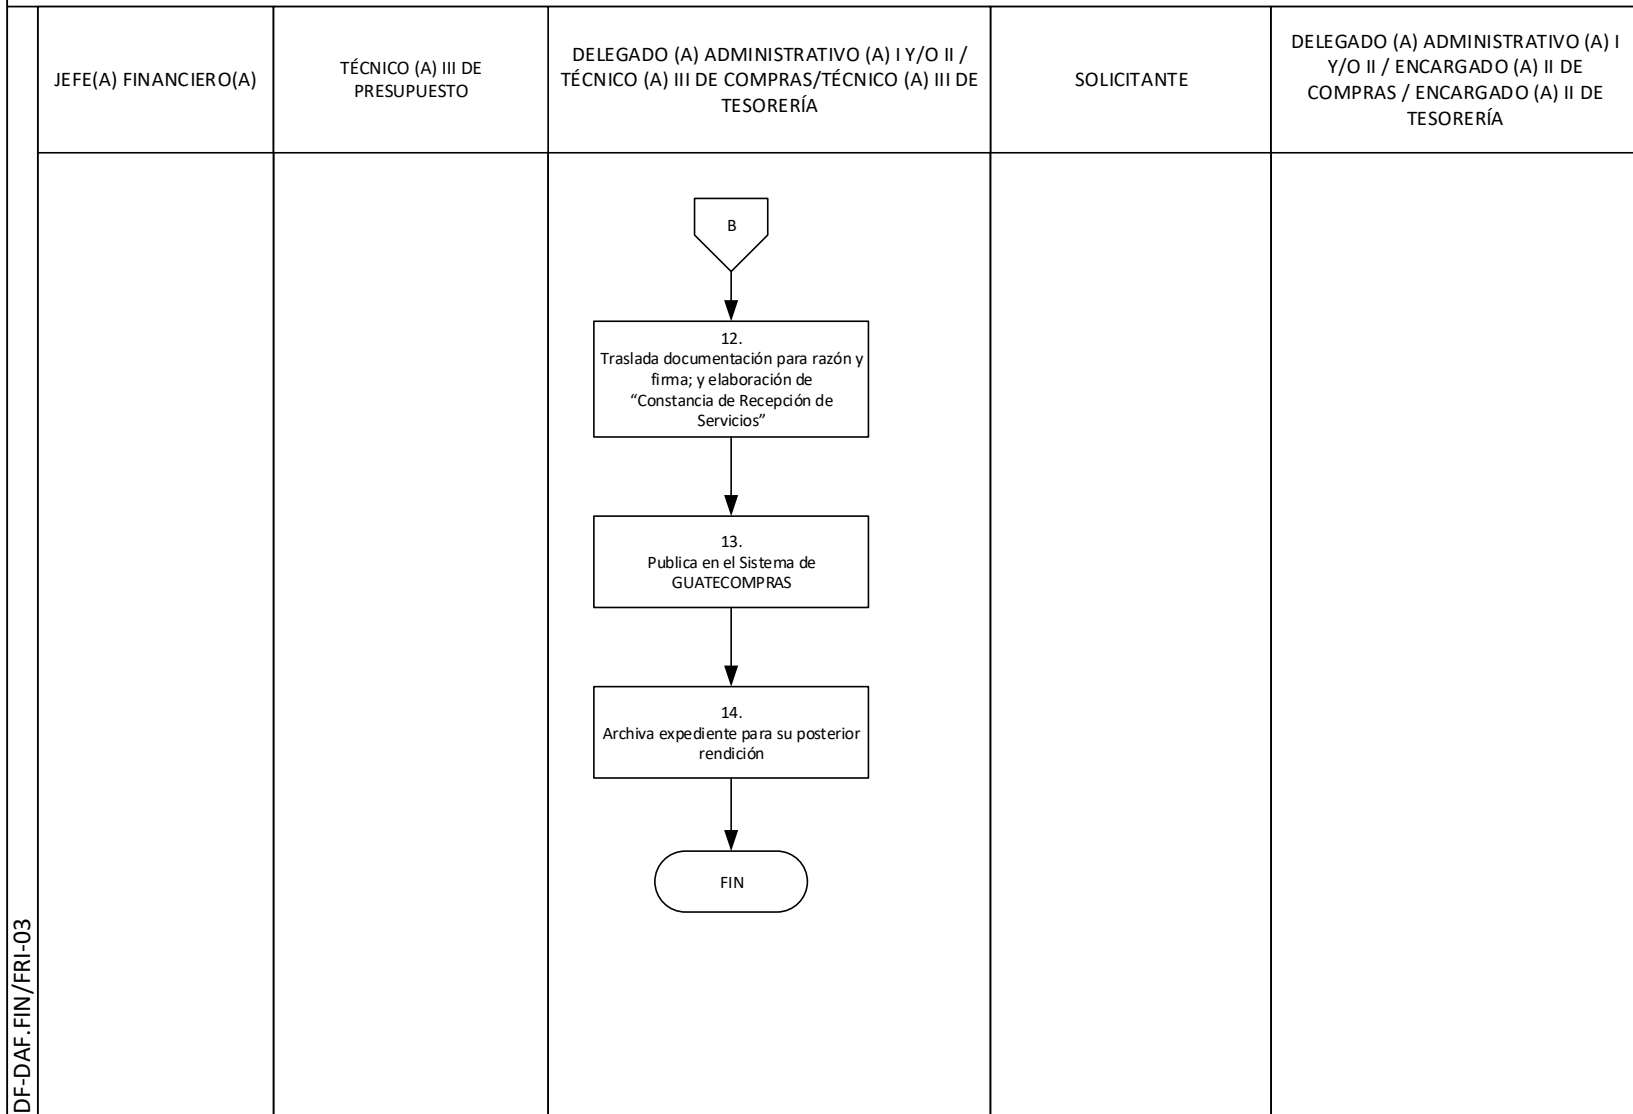 JEFE(A) FINANCIERO(A)
TÉCNICO (A) III DE
PRESUPUESTO
DELEGADO (A) ADMINISTRATIVO (A) I Y/O II /
TÉCNICO (A) III DE COMPRAS/TÉCNICO (A) III DE
TESORERÍA
SOLICITANTE
DELEGADO (A) ADMINISTRATIVO (A) I
Y/O II / ENCARGADO (A) II DE
COMPRAS / ENCARGADO (A) II DE
TESORERÍA
B
12.
Traslada documentación para razón y
firma; y elaboración de
“Constancia de Recepción de
Servicios”
13.
Publica en el Sistema de
GUATECOMPRAS
14.
Archiva expediente para su posterior
rendición
FIN
DF-DAF.FIN/FRI-03